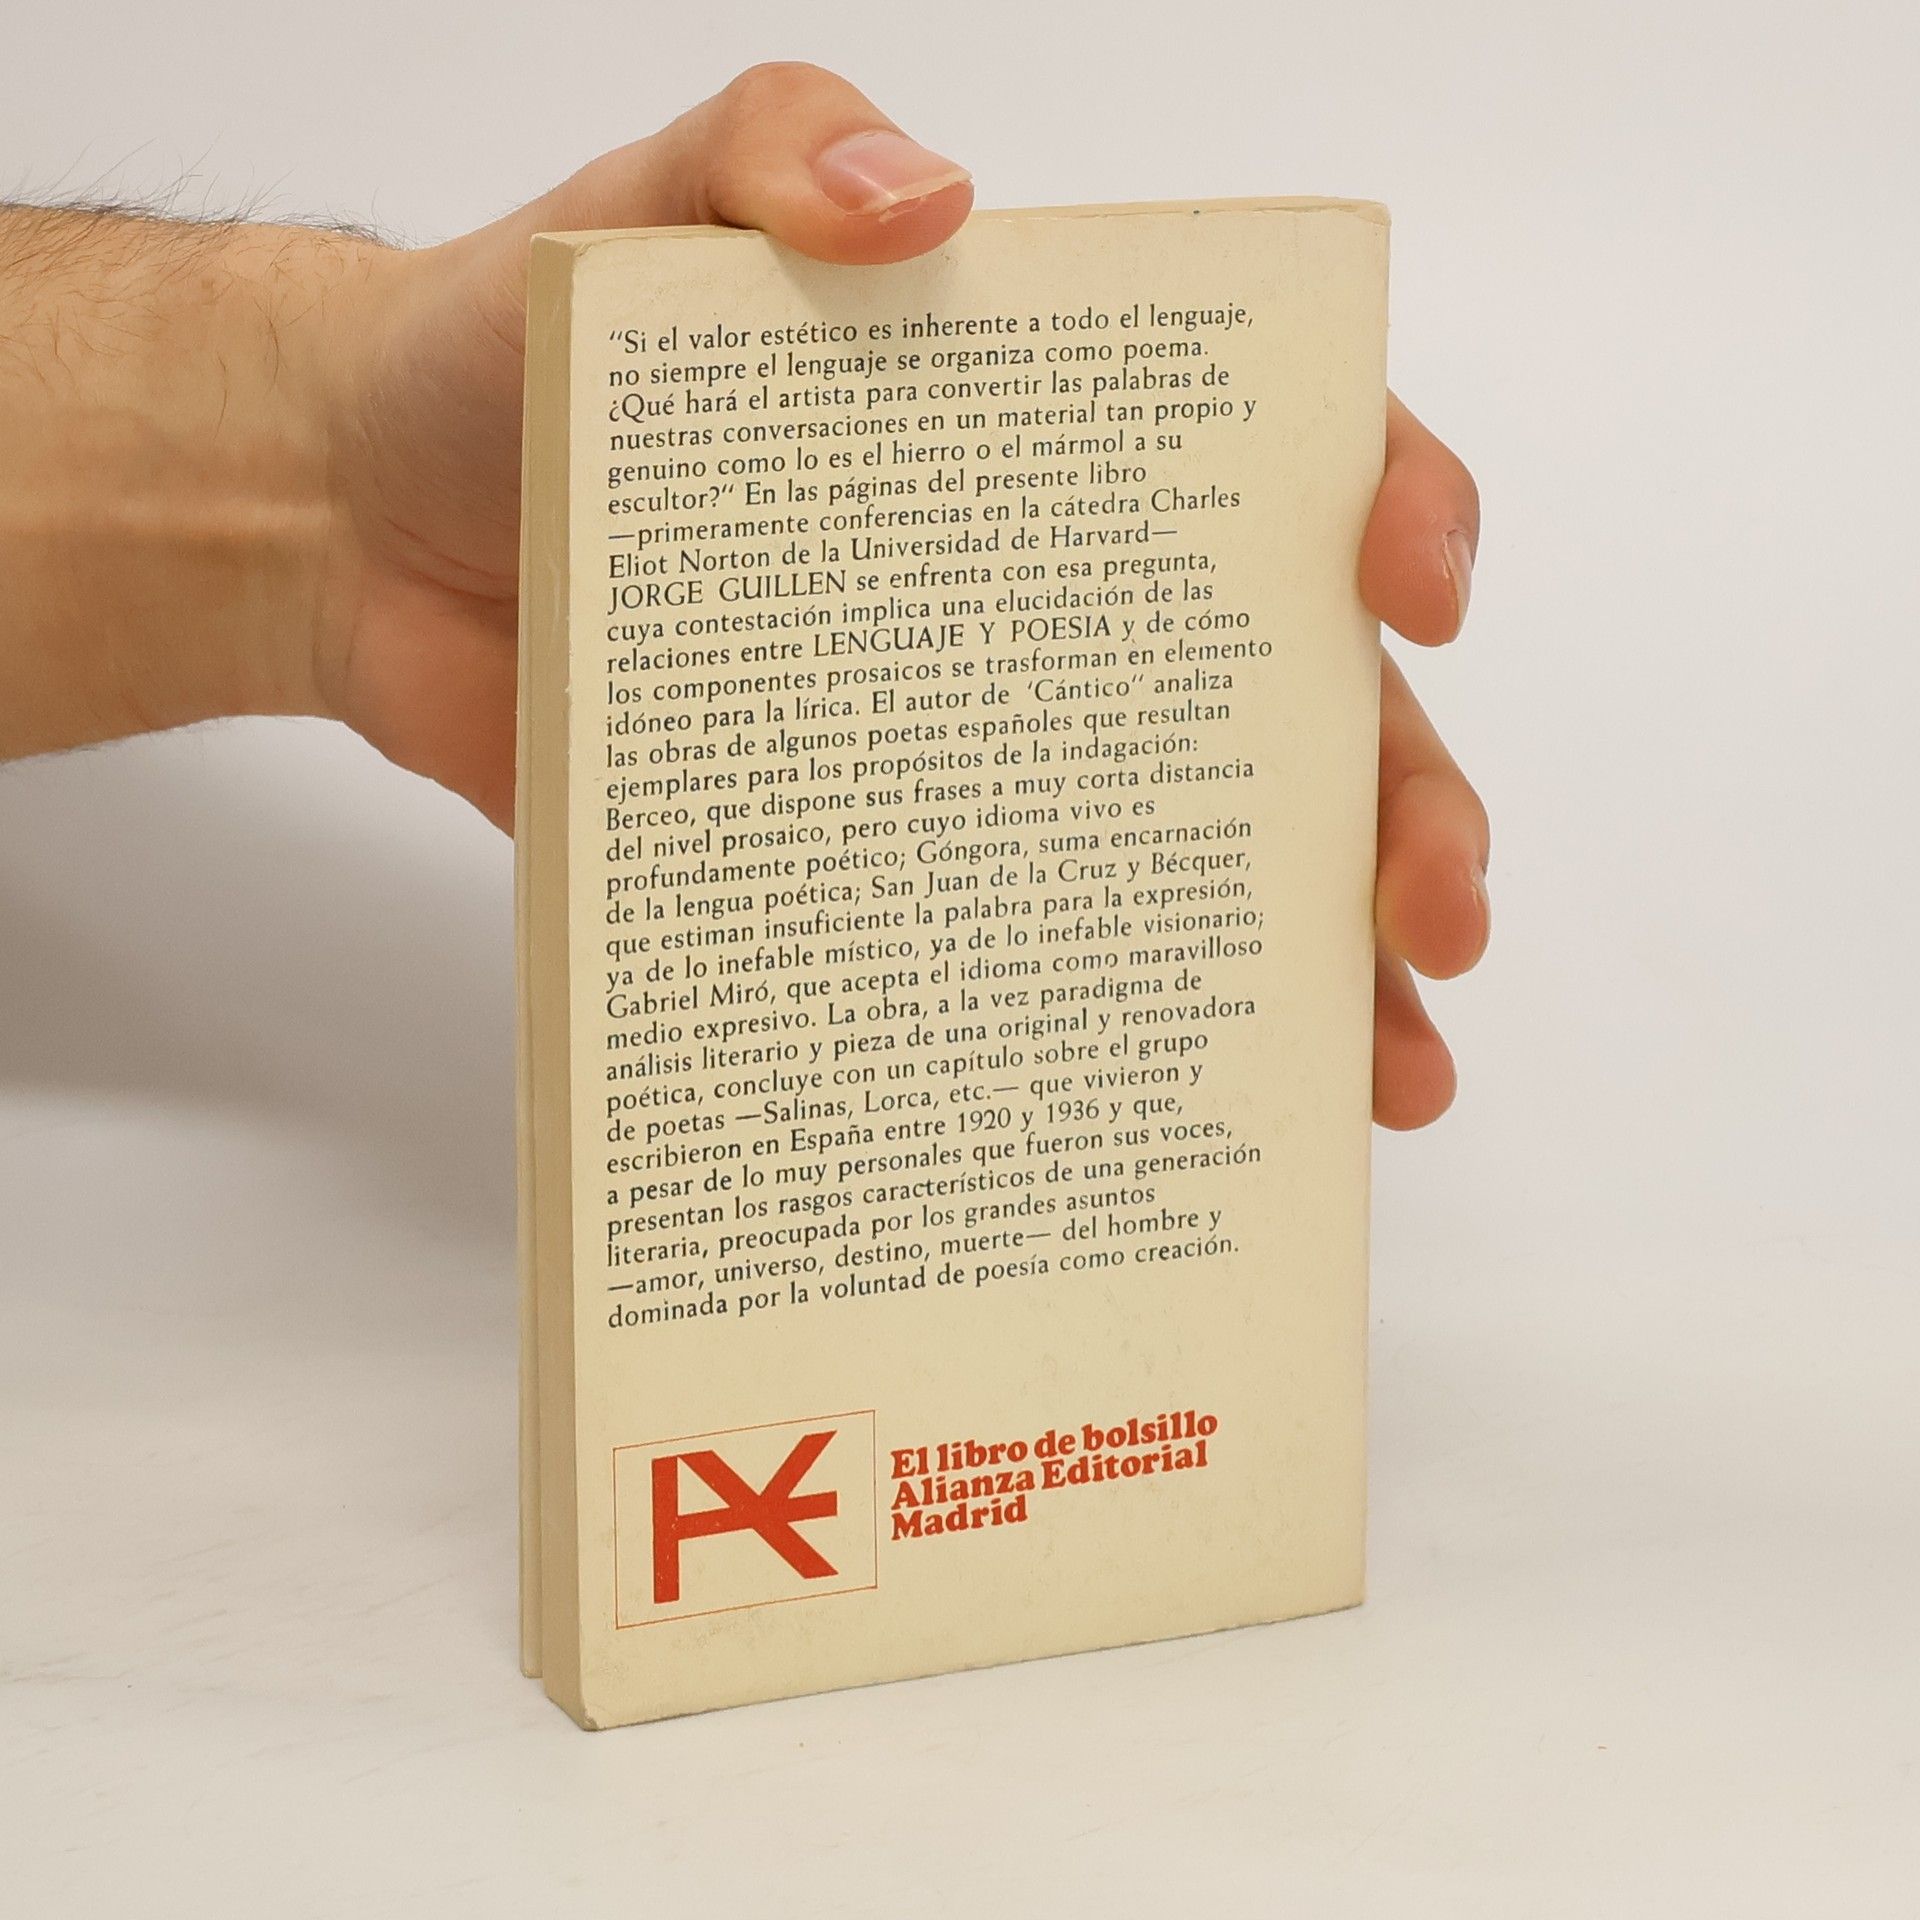 "Si el valor estético es inherente a todo el lenguaje,
no siempre el lenguaje se organiza como poema.
¿Qué hará el artista para convertir las palabras de
nuestras conversaciones en un material tan propio y
genuino como lo es el hierro o el mármol a su
escultor?" En las páginas del presente libro
—primeramente conferencias en la cátedra Charles
Eliot Norton de la Universidad de Harvard—
JORGE GUILLEN se enfrenta con esa pregunta,
cuya contestación implica una elucidación de las
relaciones entre LENGUAJE Y POESIA y de cómo
los componentes prosaicos se trasforman en elemento
idóneo para la lírica. El autor de 'Cántico" analiza
las obras de algunos poetas españoles que resultan
ejemplares para los propósitos de la indagación:
Berceo, que dispone sus frases a muy corta distancia
del nivel prosaico, pero cuyo idioma vivo es
profundamente poético; Góngora, suma encarnación
de la lengua poética; San Juan de la Cruz y Bécquer,
que estiman insuficiente la palabra para la expresión,
ya de lo inefable místico, ya de lo inefable visionario;
Gabriel Miró, que acepta el idioma como maravilloso
medio expresivo. La obra, a la vez paradigma de
análisis literario y pieza de una original y renovadora
poética, concluye con un capítulo sobre el grupo
de poetas —Salinas, Lorca, etc.— que vivieron y
escribieron en España entre 1920 y 1936 y que,
a pesar de lo muy personales que fueron sus voces,
presentan los rasgos característicos de una generación
literaria, preocupada por los grandes asuntos
—amor, universo, destino, muerte— del hombre y
dominada por la voluntad de poesía como creación.
El libro de bolsillo
Alianza Editorial
Madrid